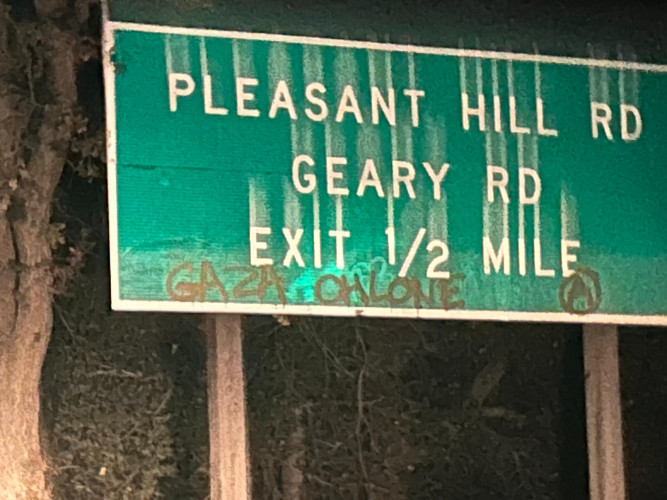 PLEASANT HILL RD
GEARY RD
EXIT 1/2 MILE
GAZA OHLONE A